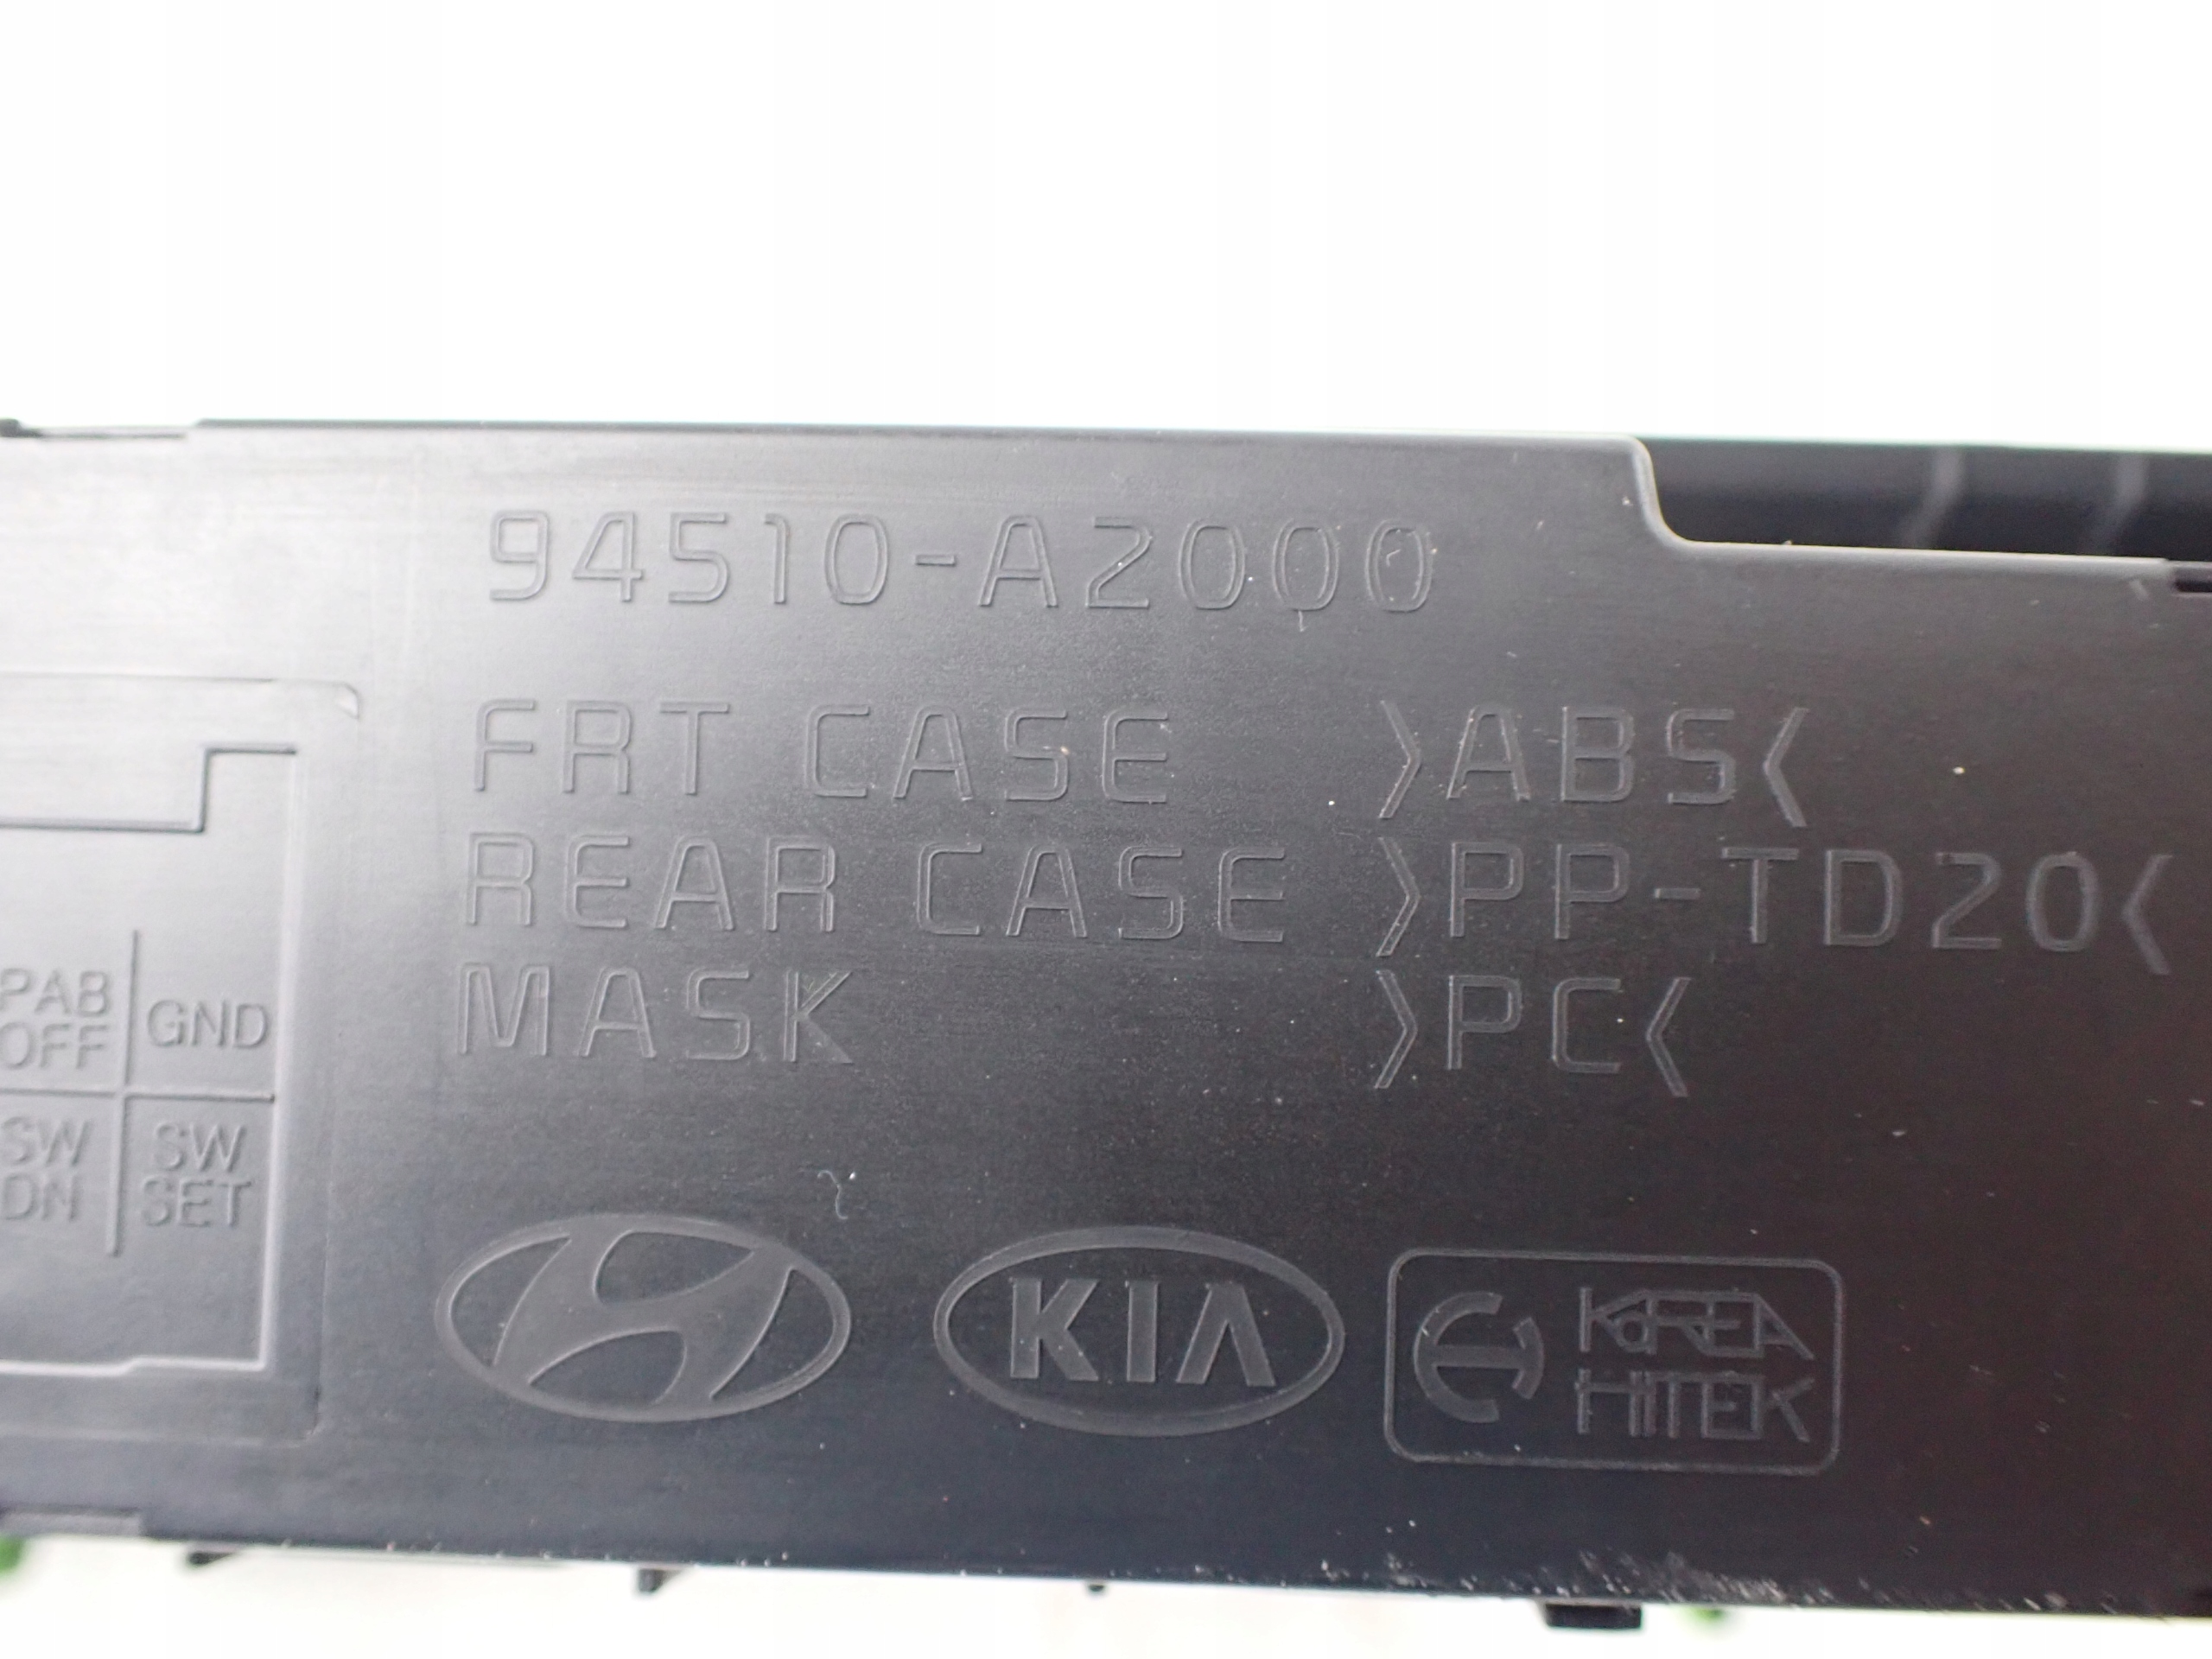 94510-A2000
FRT CASE >ABS<
REAR CASE >PP-TD20<
MASK >PC<
PAB OFF
GND
SW DN
SW SET
KIA
KOREA
HITEK